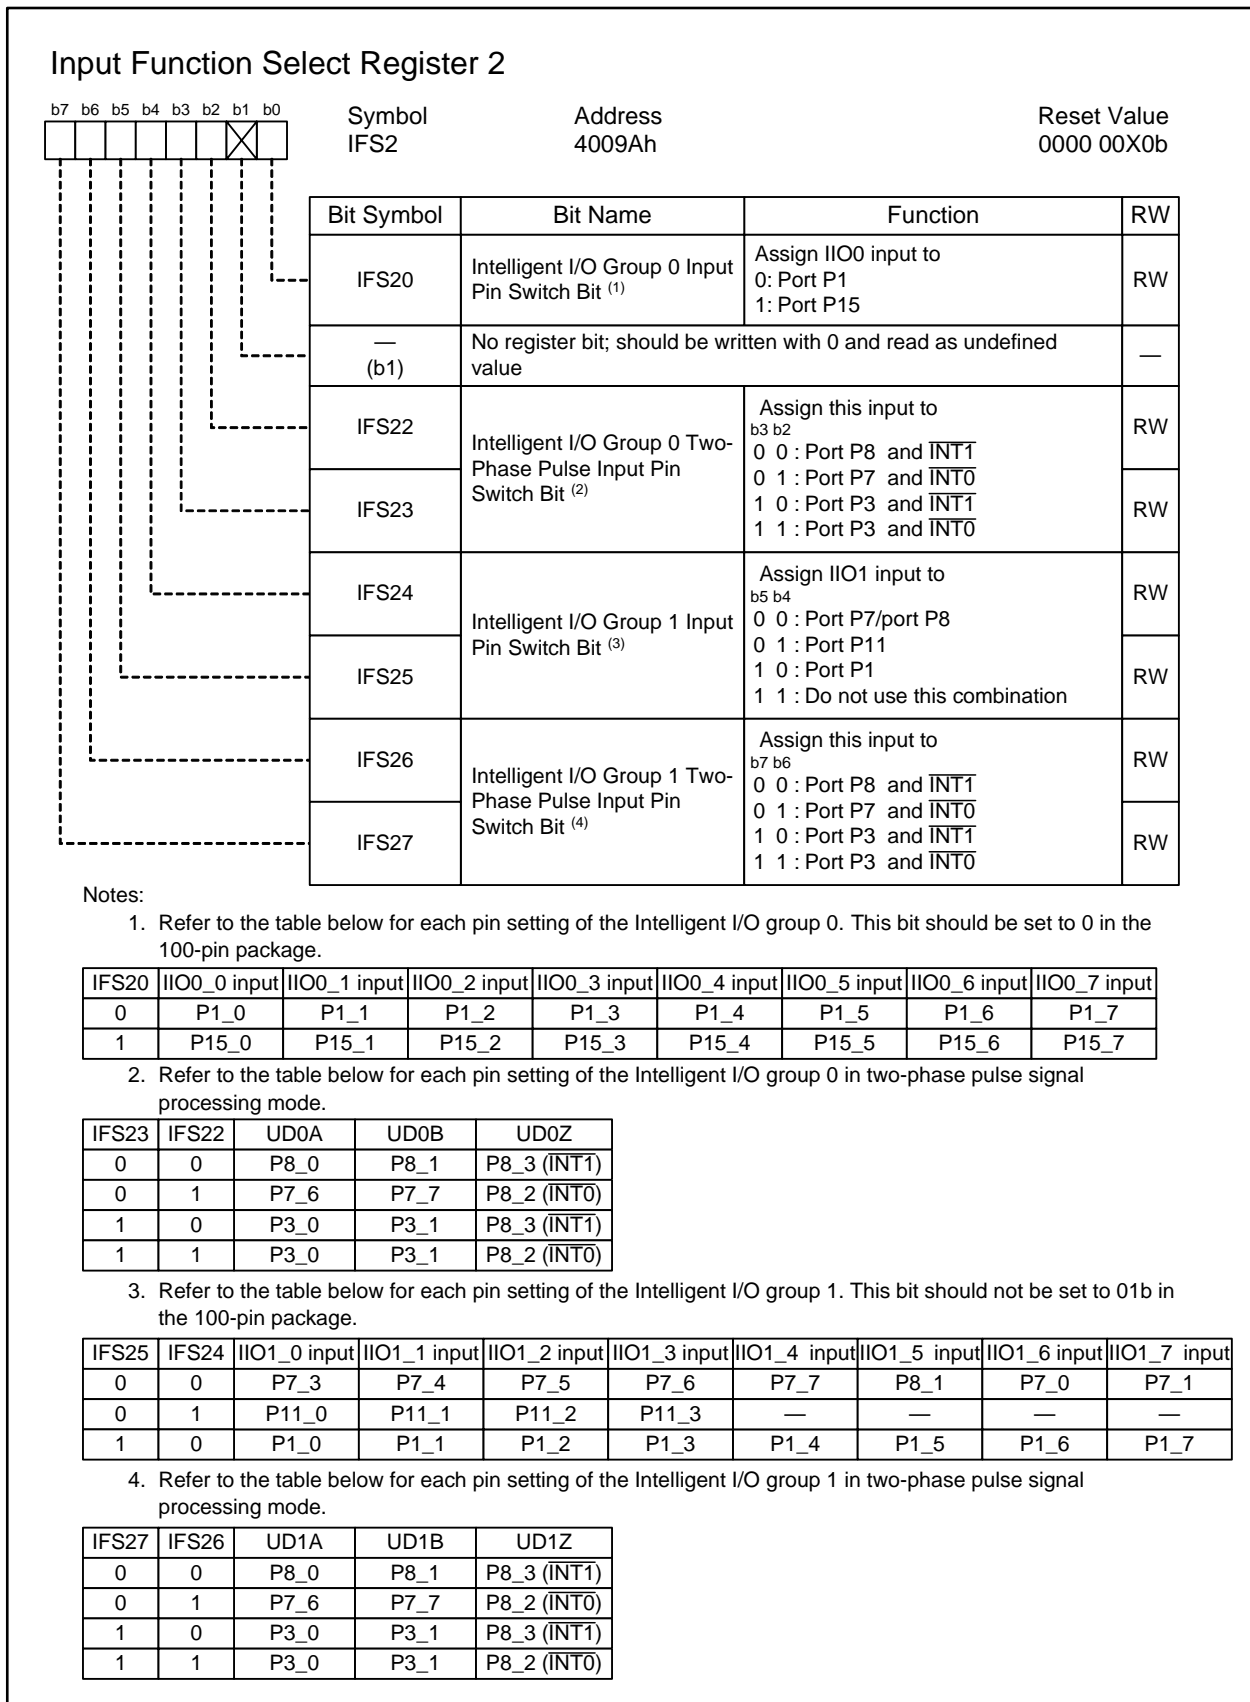 Input Function Select Register 2
b7 b6 b5 b4 b3 b2 b1 b0
Symbol Address Reset Value
IFS2 4009Ah 0000 00X0b
Bit Symbol Bit Name Function RW
IFS20 Intelligent I/O Group 0 Input Pin Switch Bit (1) Assign IIO0 input to
0: Port P1
1: Port P15 RW
— (b1) No register bit; should be written with 0 and read as undefined
value —
IFS22 Intelligent I/O Group 0 Two-
Phase Pulse Input Pin
Switch Bit (2)
Assign this input to
b3 b2
0 0 : Port P8 and INT1
0 1 : Port P7 and INT0
1 0 : Port P3 and INT1
1 1 : Port P3 and INT0
RW
IFS23 RW
IFS24 Intelligent I/O Group 1 Input
Pin Switch Bit (3)
Assign IIO1 input to
b5 b4
0 0 : Port P7/port P8
0 1 : Port P11
1 0 : Port P1
1 1 : Do not use this combination
RW
IFS25 RW
IFS26 Intelligent I/O Group 1 Two-
Phase Pulse Input Pin
Switch Bit (4)
Assign this input to
b7 b6
0 0 : Port P8 and INT1
0 1 : Port P7 and INT0
1 0 : Port P3 and INT1
1 1 : Port P3 and INT0
RW
IFS27 RW
Notes:
1. Refer to the table below for each pin setting of the Intelligent I/O group 0. This bit should be set to 0 in the
100-pin package.
IFS20 IIO0_0 input IIO0_1 input IIO0_2 input IIO0_3 input IIO0_4 input IIO0_5 input IIO0_6 input IIO0_7 input
0 P1_0 P1_1 P1_2 P1_3 P1_4 P1_5 P1_6 P1_7
1 P15_0 P15_1 P15_2 P15_3 P15_4 P15_5 P15_6 P15_7
2. Refer to the table below for each pin setting of the Intelligent I/O group 0 in two-phase pulse signal
processing mode.
IFS23 IFS22 UD0A UD0B UD0Z
0 0 P8_0 P8_1 P8_3 (INT1)
0 1 P7_6 P7_7 P8_2 (INT0)
1 0 P3_0 P3_1 P8_3 (INT1)
1 1 P3_0 P3_1 P8_2 (INT0)
3. Refer to the table below for each pin setting of the Intelligent I/O group 1. This bit should not be set to 01b in
the 100-pin package.
IFS25 IFS24 IIO1_0 input IIO1_1 input IIO1_2 input IIO1_3 input IIO1_4 input IIO1_5 input IIO1_6 input IIO1_7 input
0 0 P7_3 P7_4 P7_5 P7_6 P7_7 P8_1 P7_0 P7_1
0 1 P11_0 P11_1 P11_2 P11_3 — — — —
1 0 P1_0 P1_1 P1_2 P1_3 P1_4 P1_5 P1_6 P1_7
4. Refer to the table below for each pin setting of the Intelligent I/O group 1 in two-phase pulse signal
processing mode.
IFS27 IFS26 UD1A UD1B UD1Z
0 0 P8_0 P8_1 P8_3 (INT1)
0 1 P7_6 P7_7 P8_2 (INT0)
1 0 P3_0 P3_1 P8_3 (INT1)
1 1 P3_0 P3_1 P8_2 (INT0)